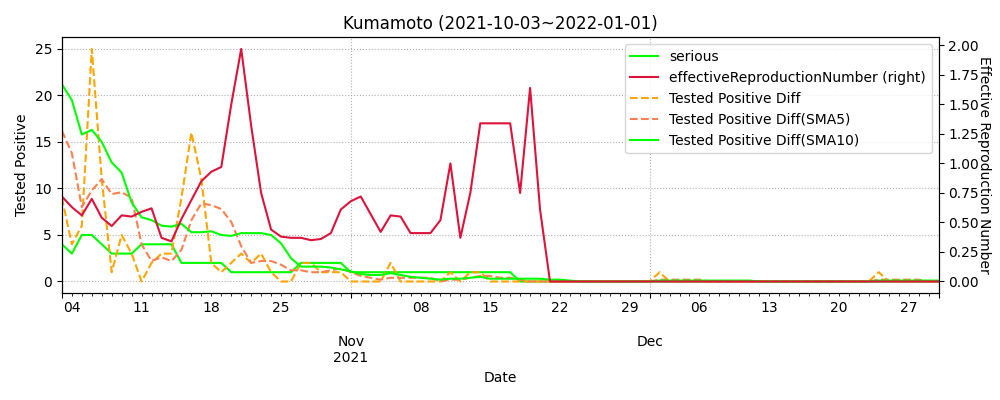 Kumamoto (2021-10-03~2022-01-01)
serious
effectiveReproductionNumber (right)
Tested Positive Diff
Tested Positive Diff(SMA5)
Tested Positive Diff(SMA10)
Tested Positive
25
20
15
10
5
0
Effective Reproduction Number
2.00
1.75
1.50
1.25
1.00
0.75
0.50
0.25
0.00
04 11 18 25 08 15 22 29 06 13 20 27
Nov Dec
2021
Date